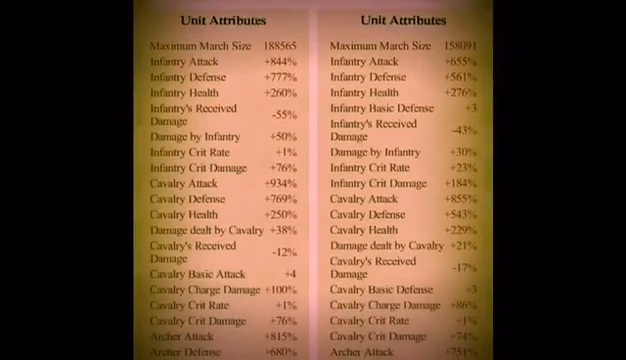 Unit Attributes
Maximum March Size 188565
Infantry Attack +844%
Infantry Defense +777%
Infantry Health +260%
Infantry's Received
Damage -55%
Damage by Infantry +50%
Infantry Crit Rate +1%
Infantry Crit Damage +76%
Cavalry Attack +934%
Cavalry Defense +769%
Cavalry Health +250%
Damage dealt by Cavalry +38%
Cavalry's Received
Damage -12%
Cavalry Basic Attack +4
Cavalry Charge Damage +100%
Cavalry Crit Rate +1%
Cavalry Crit Damage +76%
Archer Attack +815%
Archer Defense +680%
Unit Attributes
Maximum March Size 158091
Infantry Attack +655%
Infantry Defense +561%
Infantry Health +276%
Infantry Basic Defense +3
Infantry's Received
Damage -43%
Damage by Infantry +30%
Infantry Crit Rate +23%
Infantry Crit Damage +184%
Cavalry Attack +855%
Cavalry Defense +543%
Cavalry Health +229%
Damage dealt by Cavalry +21%
Cavalry's Received
Damage -17%
Cavalry Basic Defense +3
Cavalry Charge Damage +86%
Cavalry Crit Rate +1%
Cavalry Crit Damage +74%
Archer Attack +751%